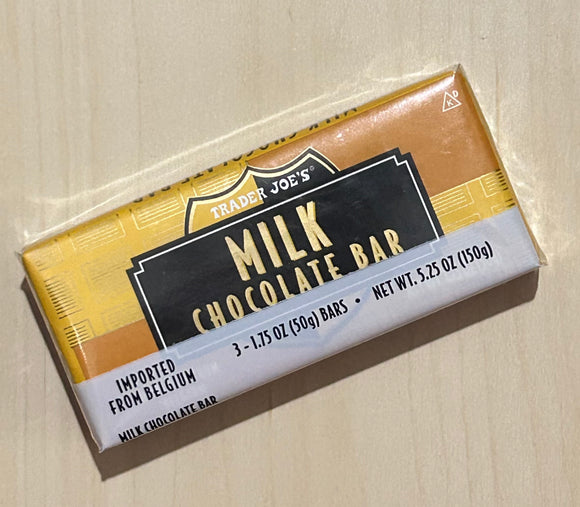 K D
TRADER JOE'S®
MILK
CHOCOLATE BAR
3 – 1.75 OZ (50g) BARS • NET WT. 5.25 OZ (150g)
IMPORTED
FROM BELGIUM
MILK CHOCOLATE BAR